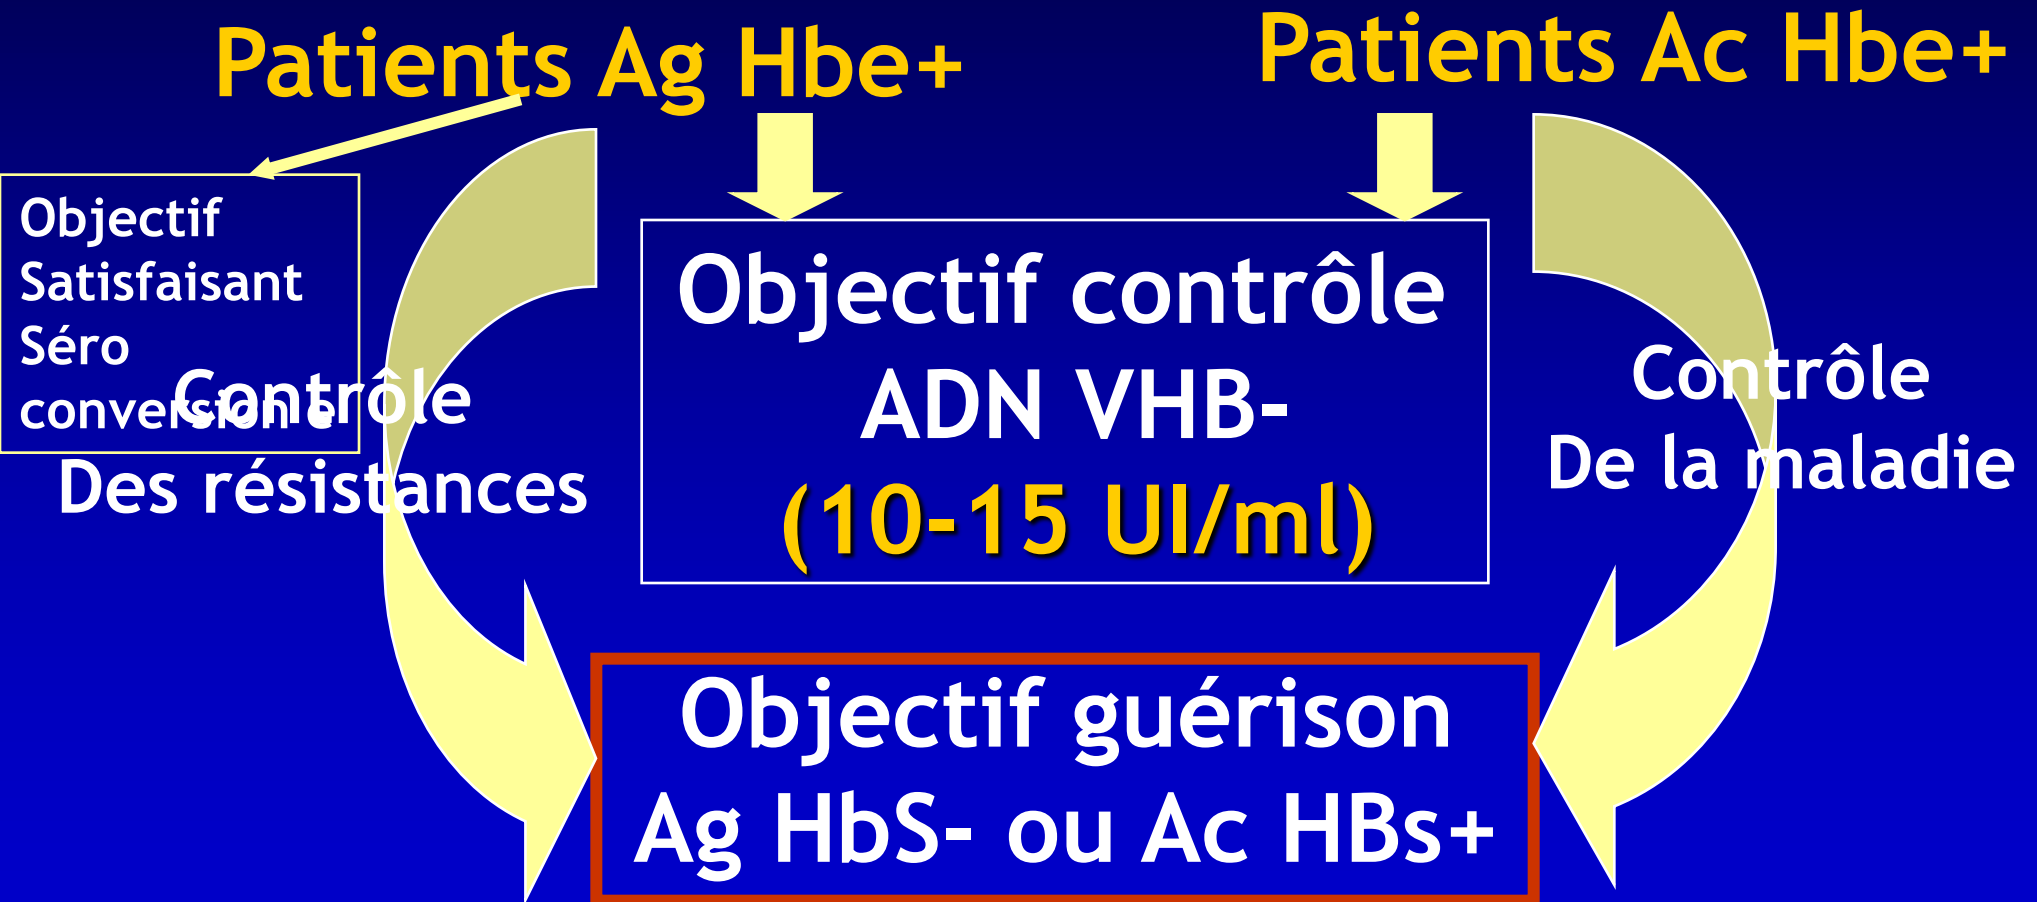 Patients Ag Hbe+
Patients Ac Hbe+
Objectif
Satisfaisant
Séro
conversion e
Contrôle
Des résistances
Objectif contrôle
ADN VHB-
(10-15 UI/ml)
Contrôle
De la maladie
Objectif guérison
Ag HbS- ou Ac HBs+